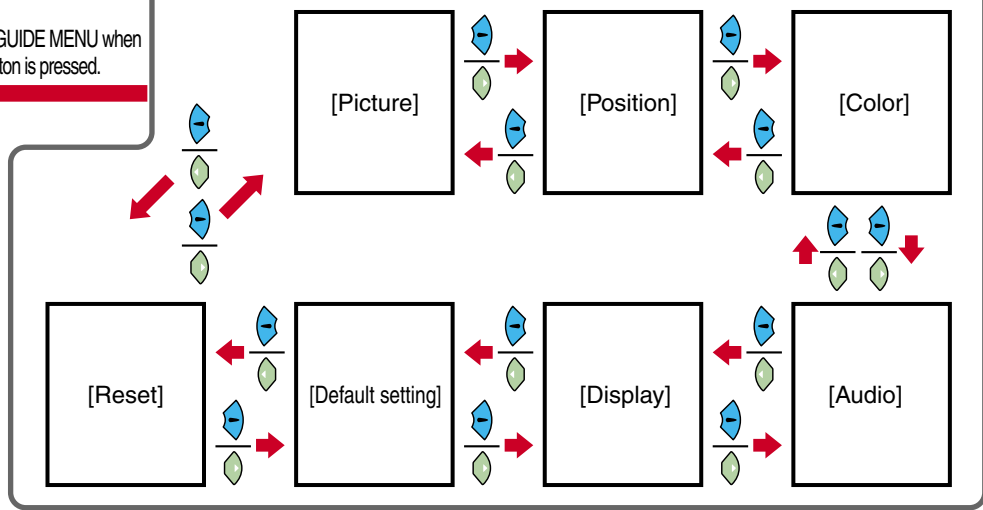 GUIDE MENU when
ton is pressed.
[Picture]
[Position]
[Color]
[Reset]
[Default setting]
[Display]
[Audio]